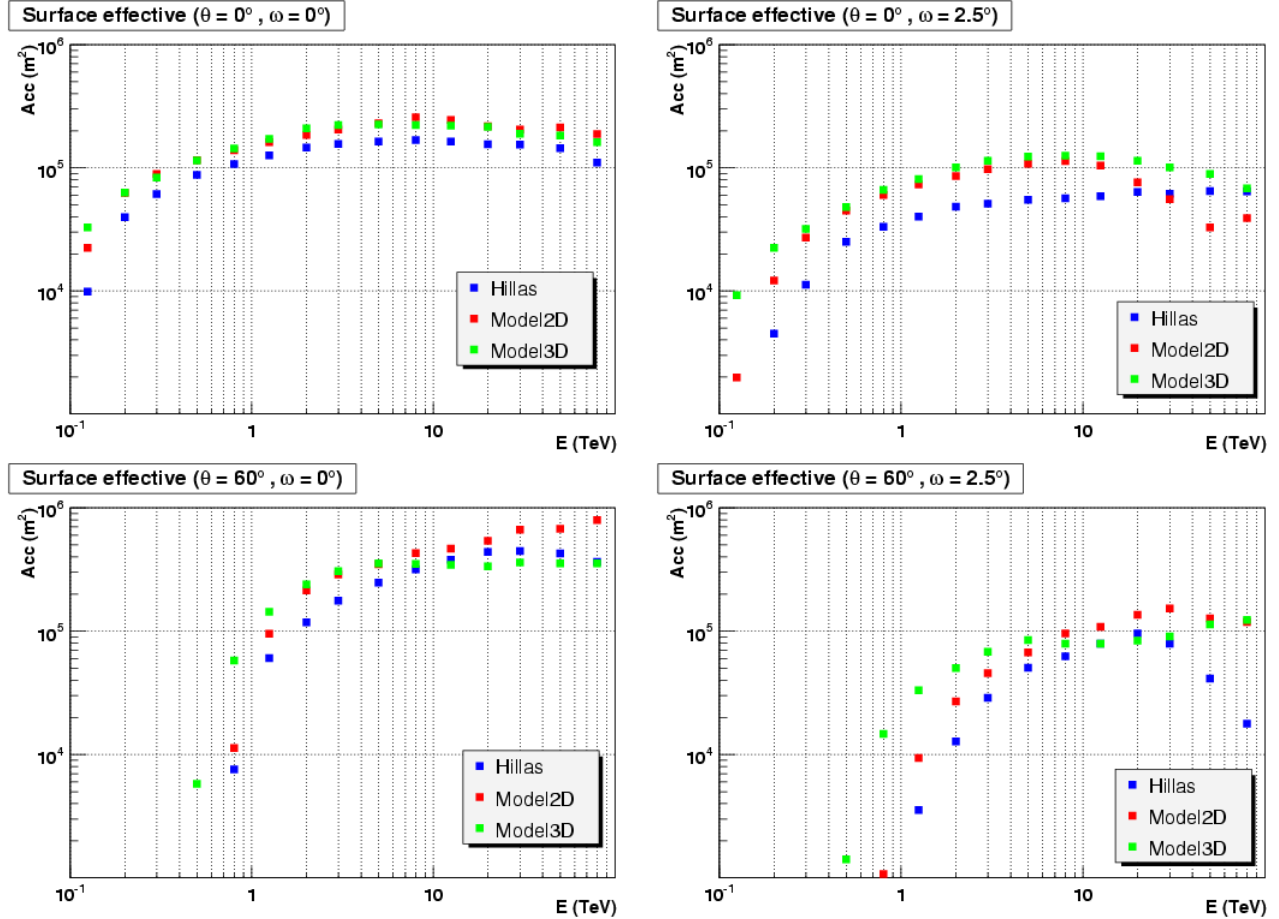 Surface effective (θ = 0° , ω = 0°)
Acc (m²)
10⁶
10⁵
10⁴
Hillas
Model2D
Model3D
10⁻¹ 1 10
E (TeV)
Surface effective (θ = 0° , ω = 2.5°)
Acc (m²)
10⁶
10⁵
10⁴
Hillas
Model2D
Model3D
10⁻¹ 1 10
E (TeV)
Surface effective (θ = 60° , ω = 0°)
Acc (m²)
10⁶
10⁵
10⁴
Hillas
Model2D
Model3D
10⁻¹ 1 10
E (TeV)
Surface effective (θ = 60° , ω = 2.5°)
Acc (m²)
10⁶
10⁵
10⁴
Hillas
Model2D
Model3D
10⁻¹ 1 10
E (TeV)